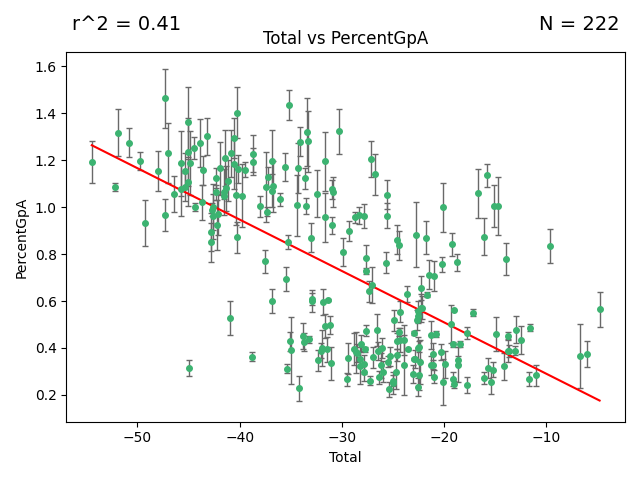 r^2 = 0.41
N = 222
Total vs PercentGpA
1.6
1.4
1.2
1.0
0.8
0.6
0.4
0.2
PercentGpA
−50
−40
−30
−20
−10
Total